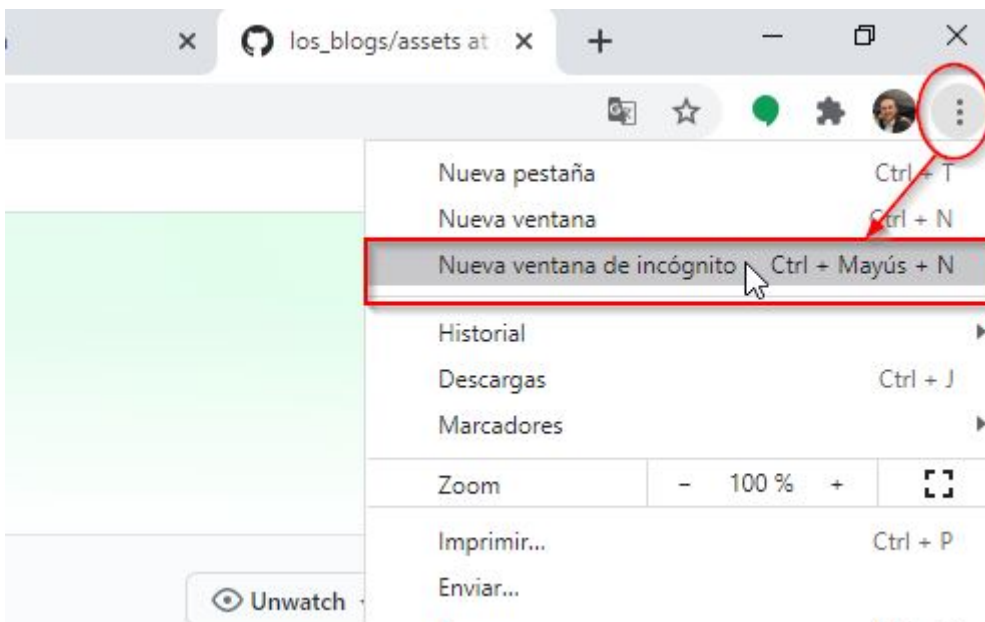 los_blogs/assets at
Nueva pestaña Ctrl + T
Nueva ventana Ctrl + N
Nueva ventana de incógnito Ctrl + Mayús + N
Historial
Descargas Ctrl + J
Marcadores
Zoom - 100 % +
Imprimir... Ctrl + P
Enviar...
Unwatch